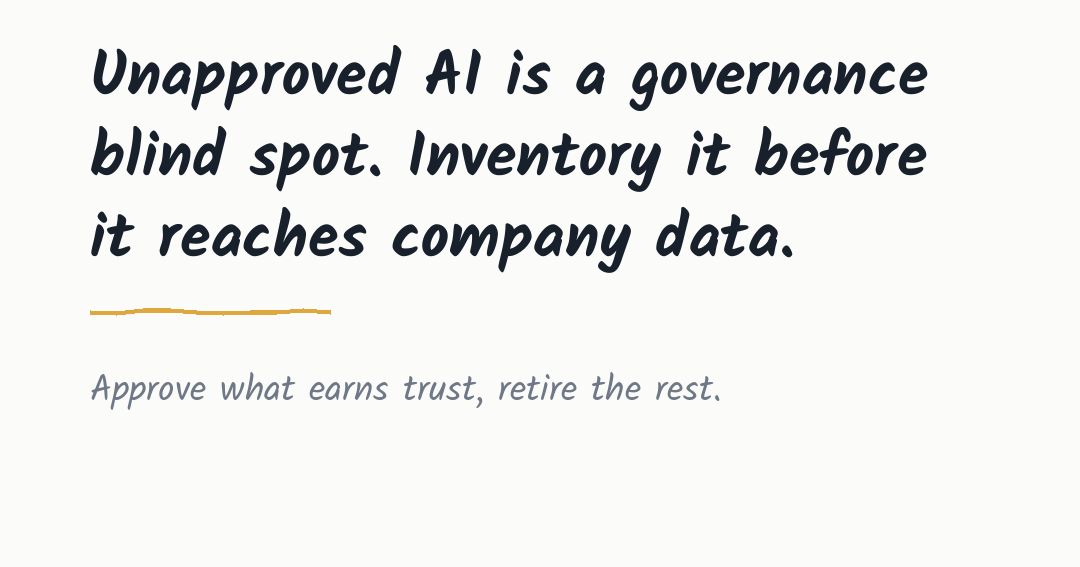 Unapproved AI is a governance
blind spot. Inventory it before
it reaches company data.
Approve what earns trust, retire the rest.